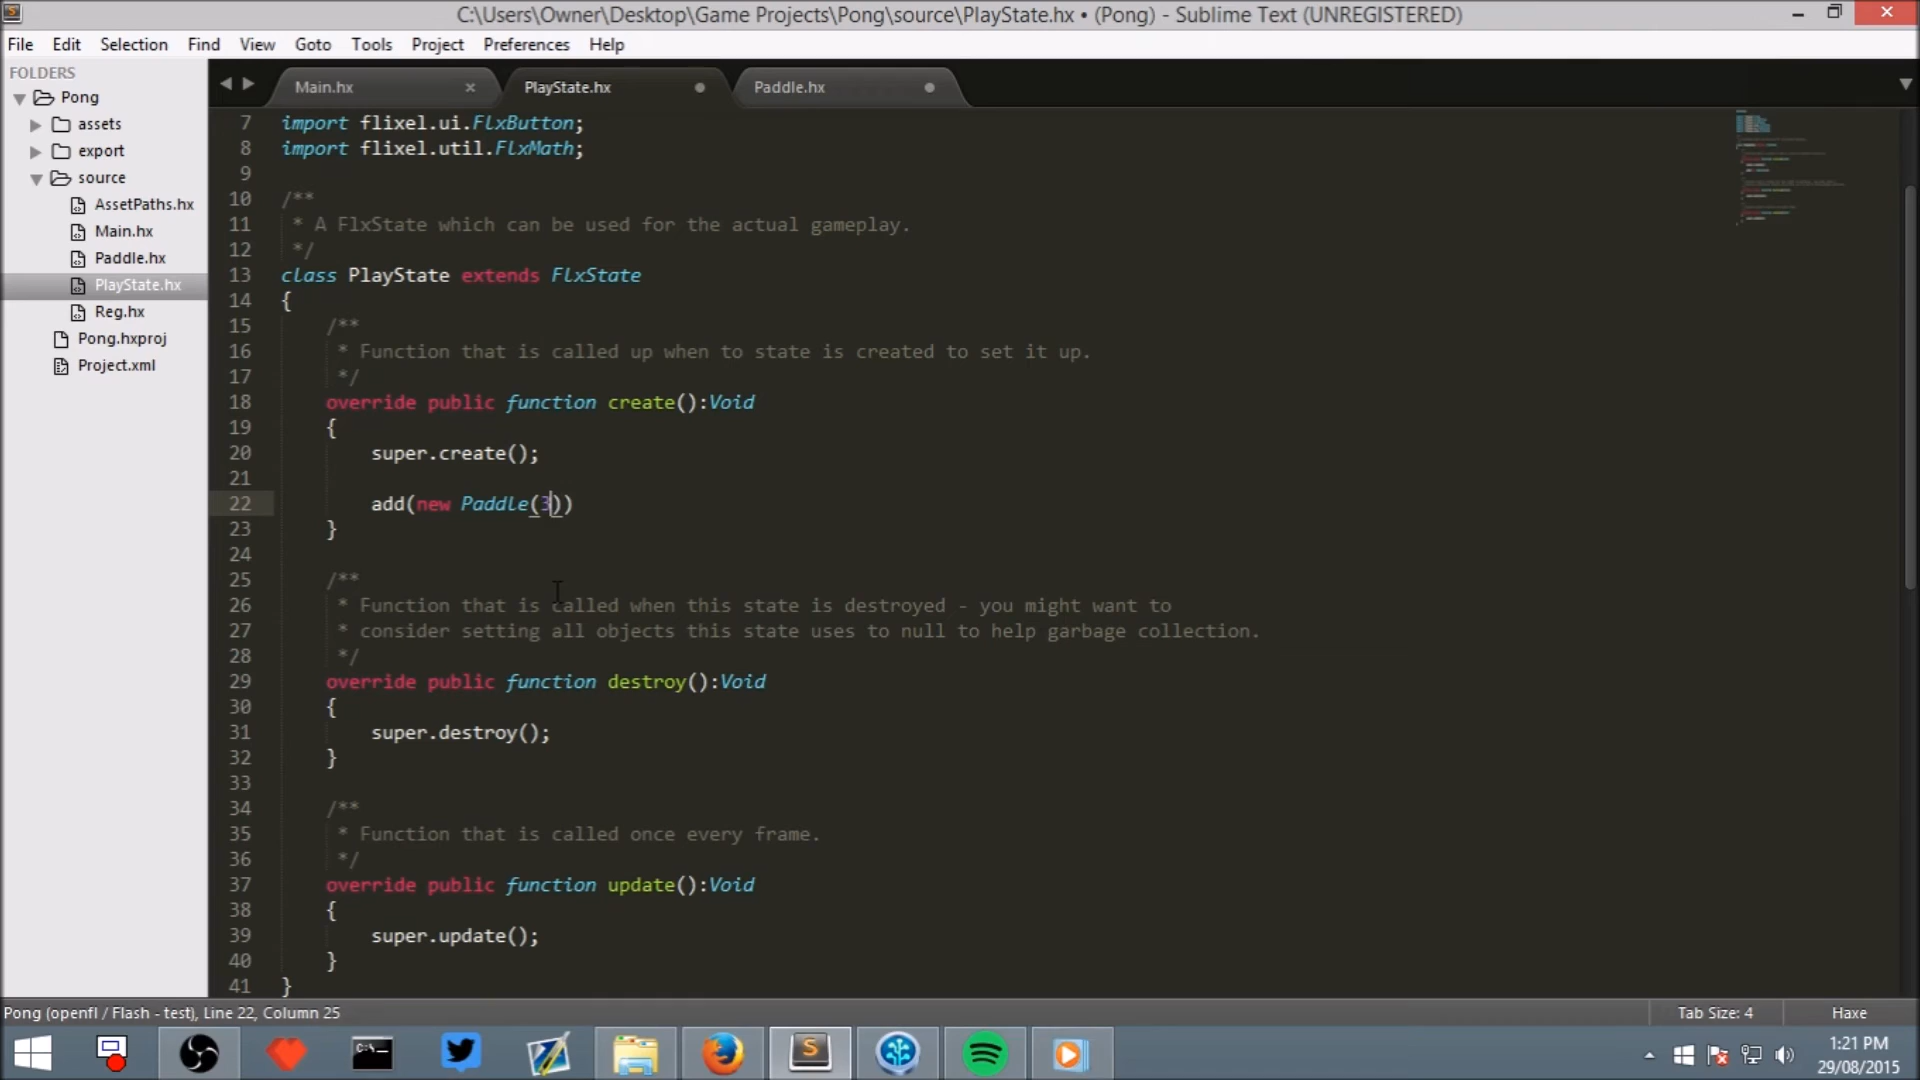 C:\Users\Owner\Desktop\Game Projects\Pong\source\PlayState.hx • (Pong) - Sublime Text (UNREGISTERED)
File Edit Selection Find View Goto Tools Project Preferences Help
FOLDERS
Pong
assets
export
source
AssetPaths.hx
Main.hx
Paddle.hx
PlayState.hx
Reg.hx
Pong.hxproj
Project.xml
Main.hx PlayState.hx Paddle.hx
7 import flixel.ui.FlxButton;
8 import flixel.util.FlxMath;
9
10 /**
11 * A FlxState which can be used for the actual gameplay.
12 */
13 class PlayState extends FlxState
14 {
15 /**
16 * Function that is called up when to state is created to set it up.
17 */
18 override public function create():Void
19 {
20 super.create();
21
22 add(new Paddle(3))
23 }
24
25 /**
26 * Function that is called when this state is destroyed - you might want to
27 * consider setting all objects this state uses to null to help garbage collection.
28 */
29 override public function destroy():Void
30 {
31 super.destroy();
32 }
33
34 /**
35 * Function that is called once every frame.
36 */
37 override public function update():Void
38 {
39 super.update();
40 }
41 }
Pong (openfl / Flash - test), Line 22, Column 25 Tab Size: 4 Haxe
1:21 PM
29/08/2015